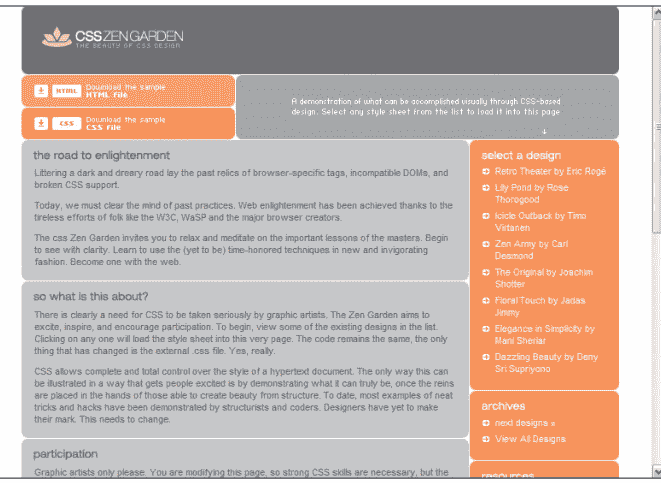 CSSZENGARDEN
THE BEAUTY OF CSS DESIGN
HTML
Download the sample
HTML file
CSS
Download the sample
CSS file
A demonstration of what can be accomplished visually through CSS-based
design. Select any style sheet from the list to load it into this page
the road to enlightenment
Littering a dark and dreary road lay the past relics of browser-specific tags, incompatible DOMs, and
broken CSS support.
Today, we must clear the mind of past practices. Web enlightenment has been achieved thanks to the
tireless efforts of folk like the W3C, WaSP and the major browser creators.
The css Zen Garden invites you to relax and meditate on the important lessons of the masters. Begin
to see with clarity. Learn to use the (yet to be) time-honored techniques in new and invigorating
fashion. Become one with the web.
so what is this about?
There is clearly a need for CSS to be taken seriously by graphic artists. The Zen Garden aims to
excite, inspire, and encourage participation. To begin, view some of the existing designs in the list.
Clicking on any one will load the style sheet into this very page. The code remains the same, the only
thing that has changed is the external .css file. Yes, really.
CSS allows complete and total control over the style of a hypertext document. The only way this can
be illustrated in a way that gets people excited is by demonstrating what it can truly be, once the reins
are placed in the hands of those able to create beauty from structure. To date, most examples of neat
tricks and hacks have been demonstrated by structurists and coders. Designers have yet to make
their mark. This needs to change.
participation
Graphic artists only please. You are modifying this page, so strong CSS skills are necessary, but the
select a design
Retro Theater by Eric Rogé
Lily Pond by Rose
Thorogood
Icicle Outback by Timo
Virtanen
Zen Army by Carl
Desmond
The Original by Joachim
Shotter
Floral Touch by Jadas
Jimmy
Elegance in Simplicity by
Mani Sheriar
Dazzling Beauty by Deny
Sri Supriyono
archives
next designs »
View All Designs
resources